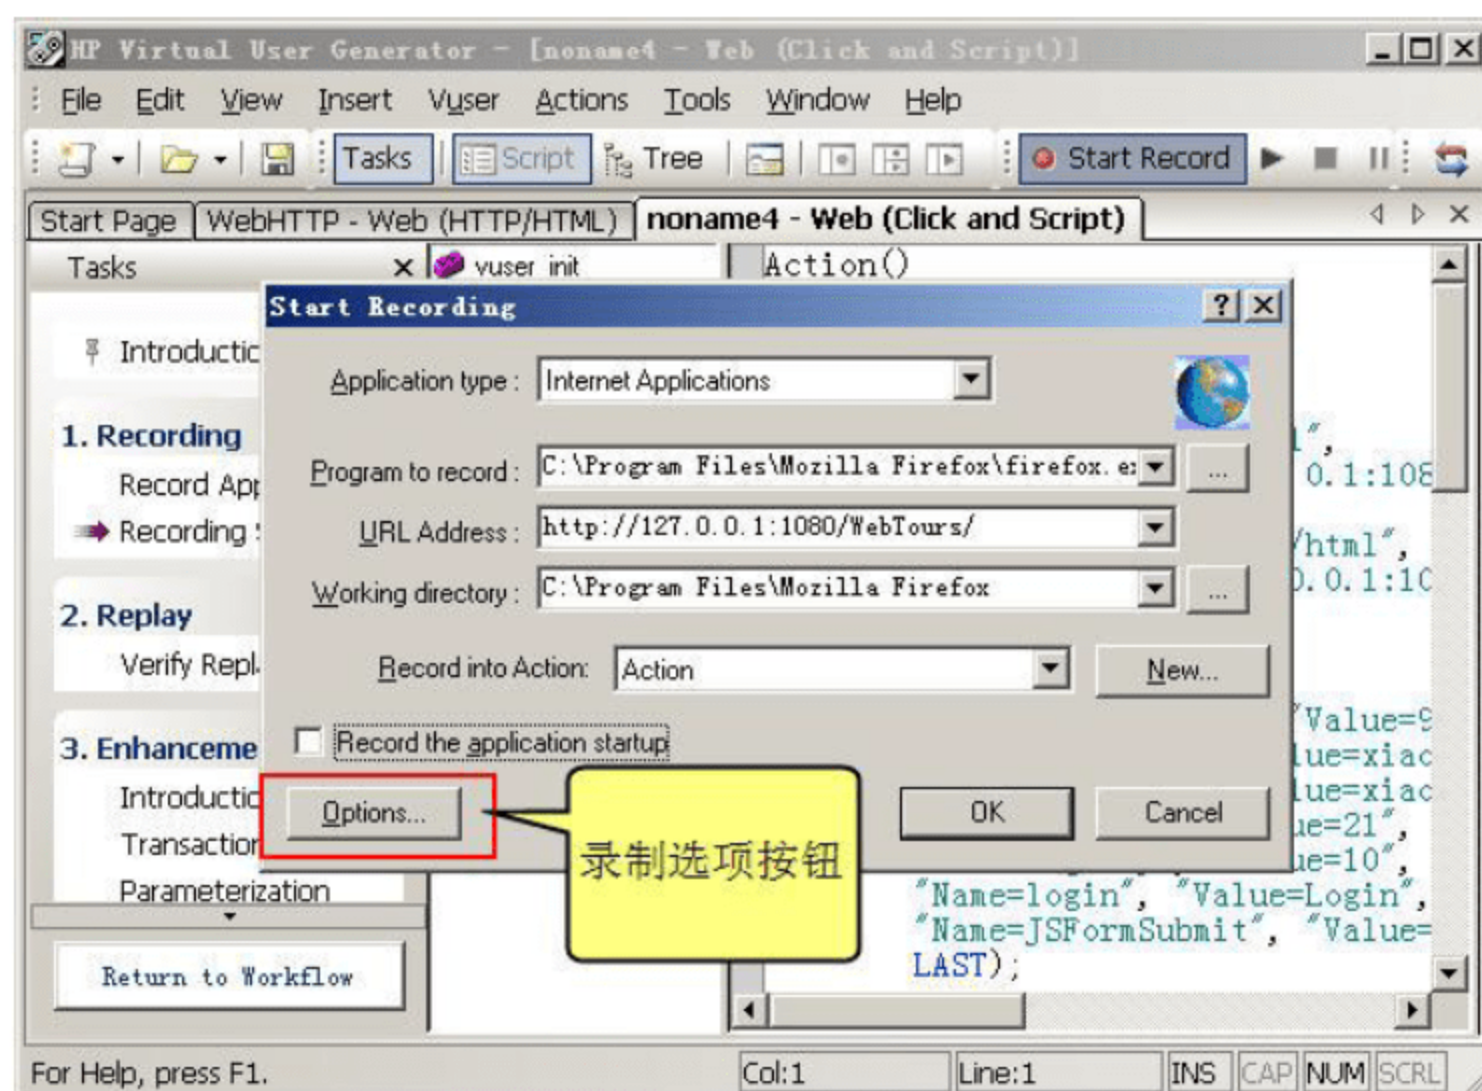 HP Virtual User Generator - [noname4 - Web (Click and Script)]
File Edit View Insert Vuser Actions Tools Window Help
Tasks Script Tree Start Record
Start Page WebHTTP - Web (HTTP/HTML) noname4 - Web (Click and Script)
Tasks vuser_init Action()
Start Recording
Introductio
Application type : Internet Applications
1. Recording
Program to record : C:\Program Files\Mozilla Firefox\firefox.e: ...
0.1:108
Record App
Recording S
URL Address : http://127.0.0.1:1080/WebTours/
/html",
Working directory : C:\Program Files\Mozilla Firefox ...
0.0.1:10
2. Replay
Verify Repl
Record into Action: Action New...
"Value=9
3. Enhanceme
Record the application startup
lue=xiao
Introductio
Options... OK Cancel
lue=xiao
ue=21",
Transaction
录制选项按钮
ue=10",
Parameterization
"Name=login", "Value=Login",
"Name=JSFormSubmit", "Value=
LAST);
Return to Workflow
For Help, press F1. Col:1 Line:1 INS CAP NUM SCRL